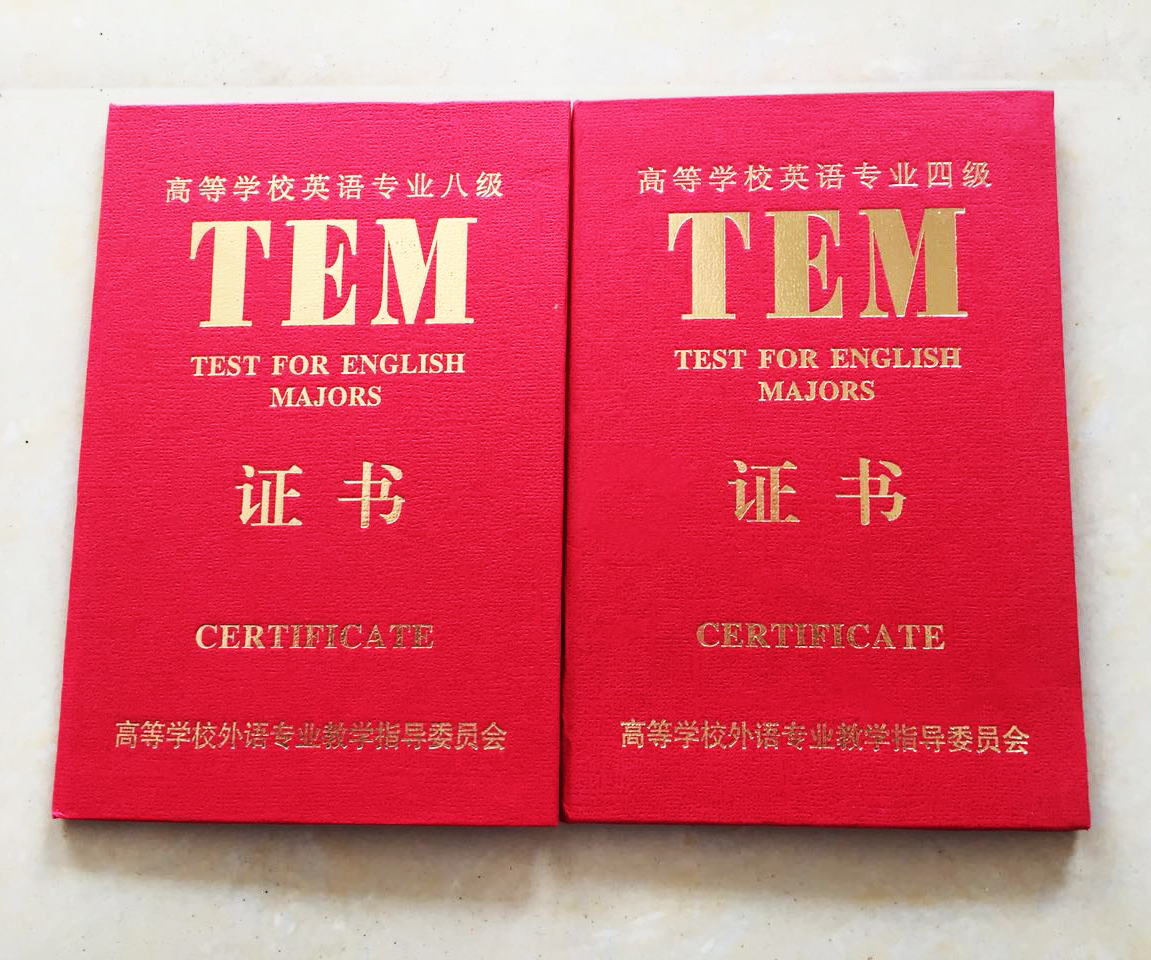 高等学校英语专业八级
TEM
TEST FOR ENGLISH
MAJORS
证书
CERTIFICATE
高等学校外语专业教学指导委员会
高等学校英语专业四级
TEM
TEST FOR ENGLISH
MAJORS
证书
CERTIFICATE
高等学校外语专业教学指导委员会